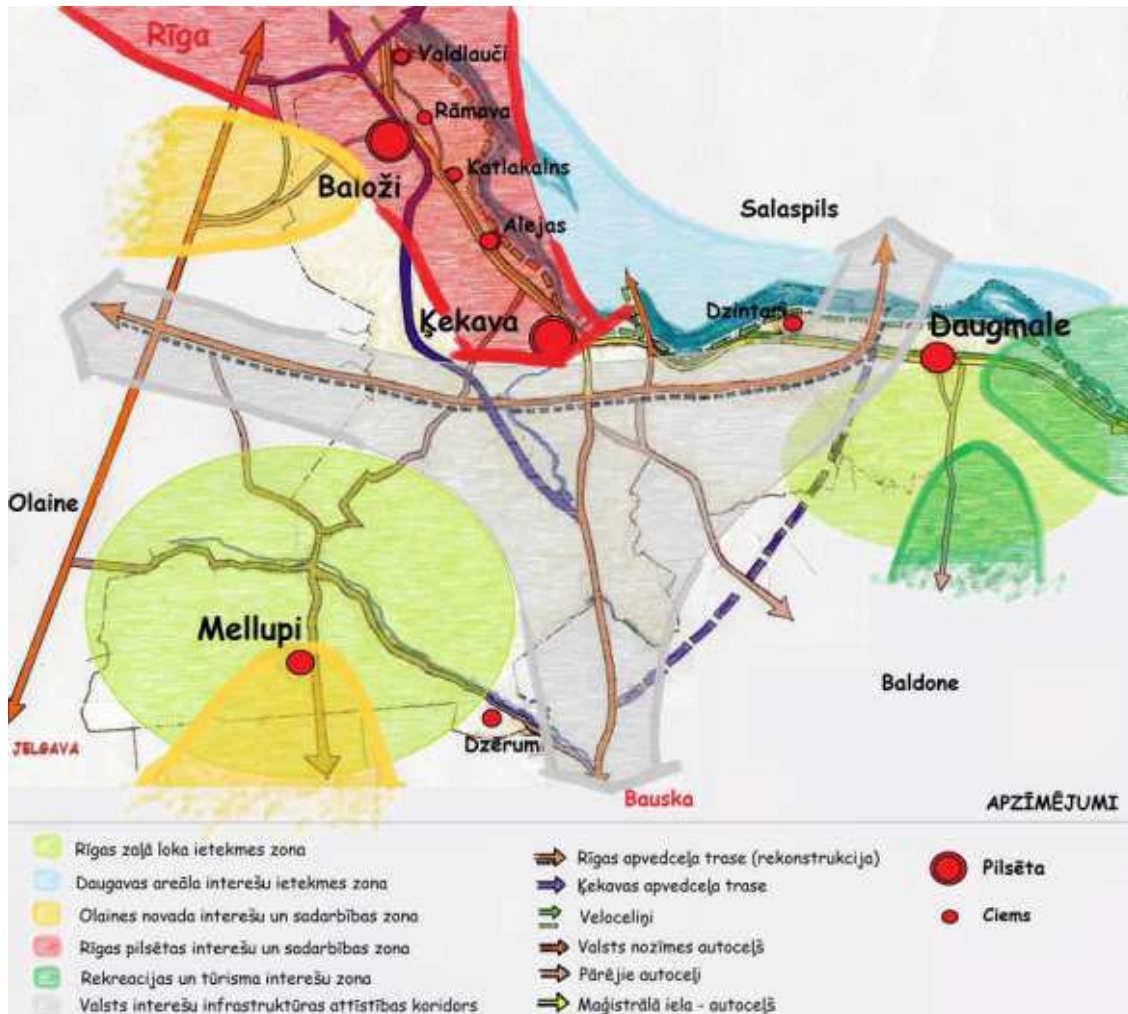 Rīga
Valdlauči
Rāmava
Baloži
Katlakalns
Alejas
Salaspils
Ķekava
Dzintari
Daugmale
Olaine
Mellupi
Baldone
JELGAVA
Dzērum
Bauska
APZĪMĒJUMI
Rīgas zaļā loka ietekmes zona
Daugavas areāla interešu ietekmes zona
Olaines novada interešu un sadarbības zona
Rīgas pilsētas interešu un sadarbības zona
Rekreacijas un tūrisma interešu zona
Valsts interešu infrastruktūras attīstības koridors
Rīgas apvedceļa trase (rekonstrukcija)
Ķekavas apvedceļa trase
Veloceliņi
Valsts nozīmes autoceļš
Pārējie autoceļi
Maģistrālā iela - autoceļš
Pilsēta
Ciems